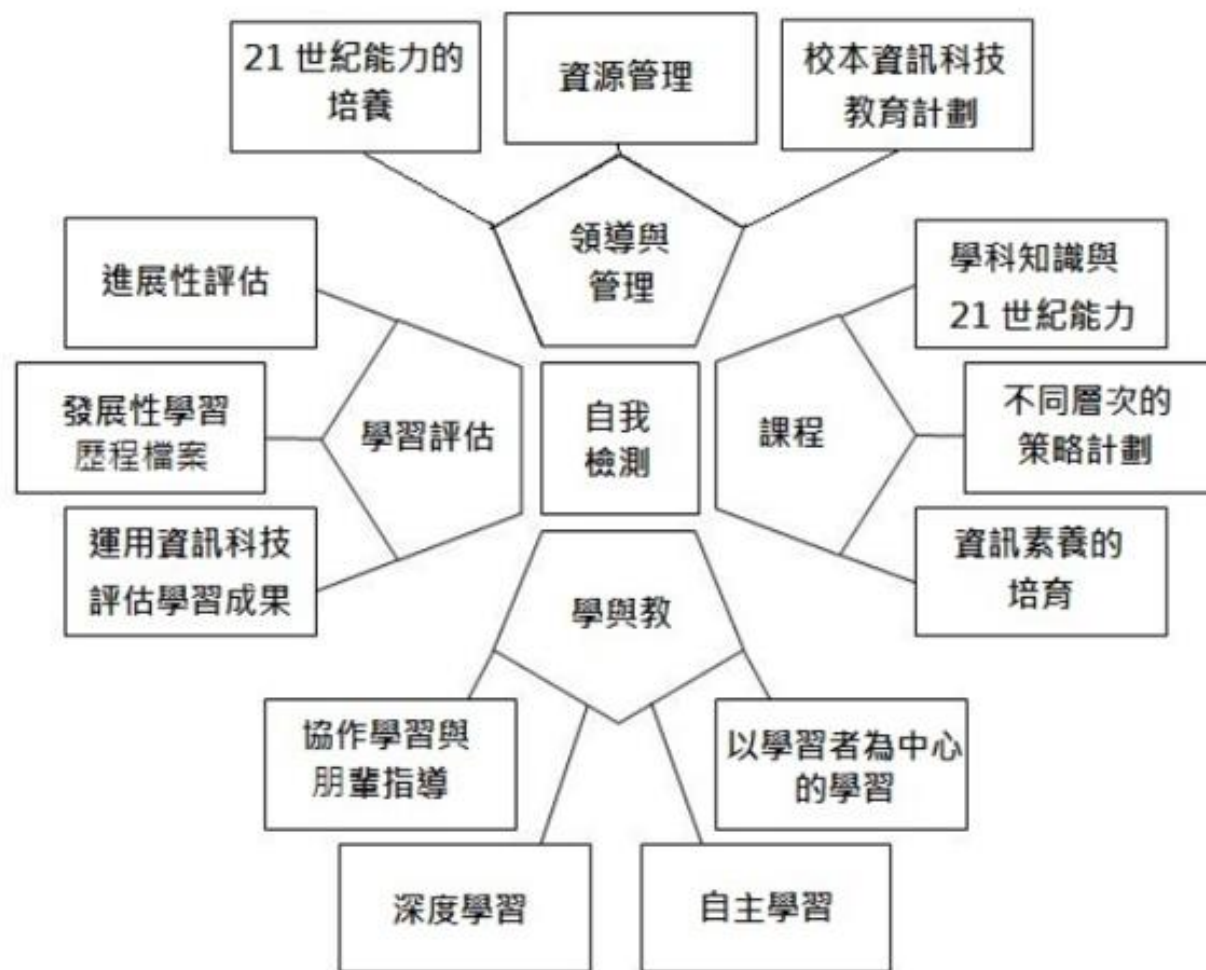 21 世紀能力的
培養
資源管理
校本資訊科技
教育計劃
領導與
管理
進展性評估
學科知識與
21 世紀能力
發展性學習
歷程檔案
學習評估
自我
檢測
課程
不同層次的
策略計劃
運用資訊科技
評估學習成果
資訊素養的
培育
學與教
協作學習與
朋輩指導
以學習者為中心
的學習
深度學習
自主學習